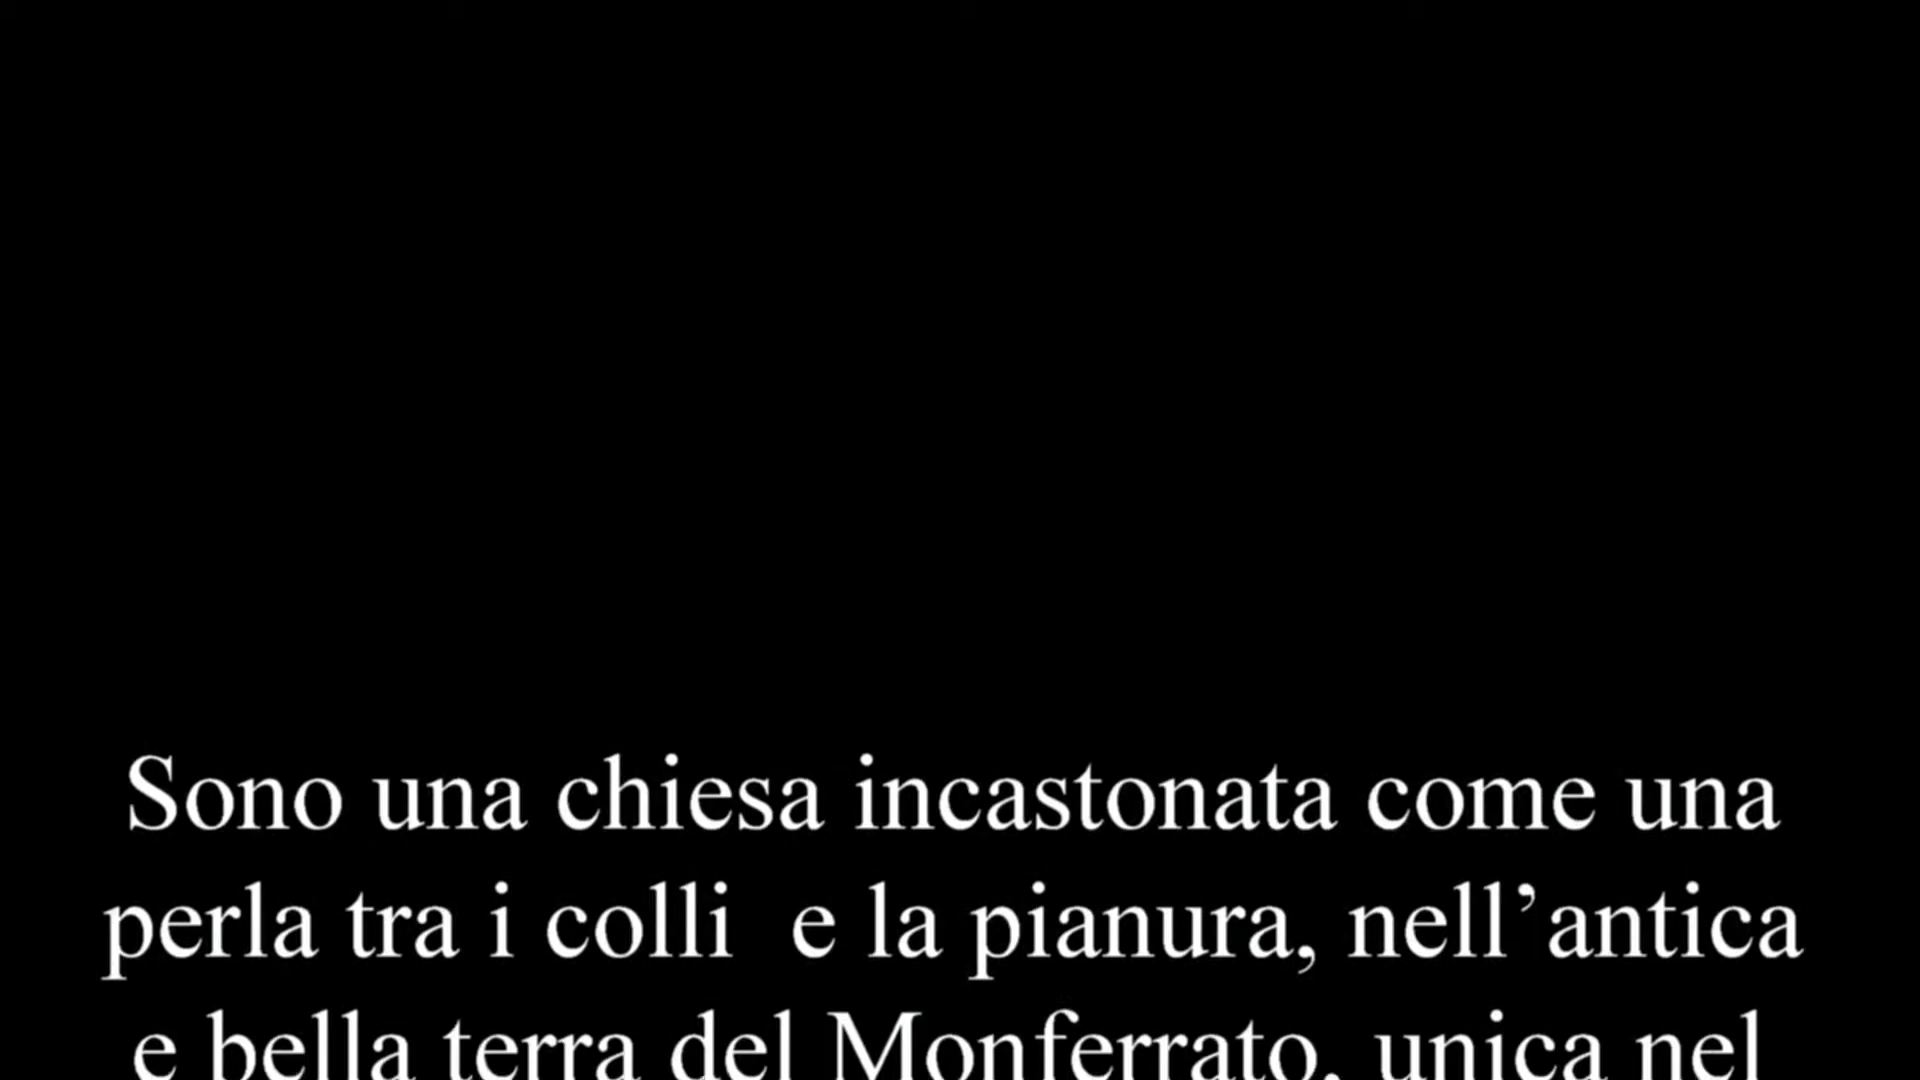 Sono una chiesa incastonata come una
perla tra i colli  e la pianura, nell’antica
e bella terra del Monferrato, unica nel